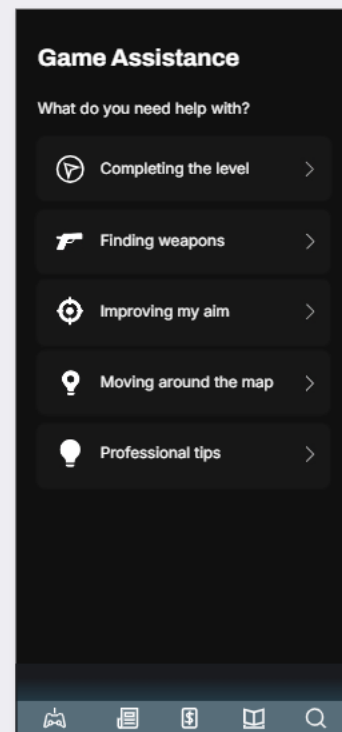 Game Assistance
What do you need help with?
Completing the level
Finding weapons
Improving my aim
Moving around the map
Professional tips